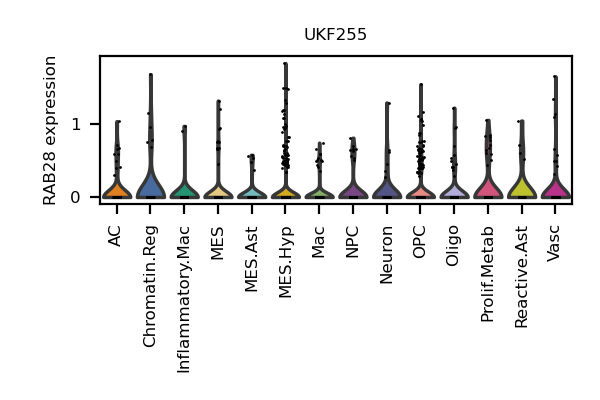 UKF255
RAB28 expression
1
0
AC
Chromatin.Reg
Inflammatory.Mac
MES
MES.Ast
MES.Hyp
Mac
NPC
Neuron
OPC
Oligo
Prolif.Metab
Reactive.Ast
Vasc